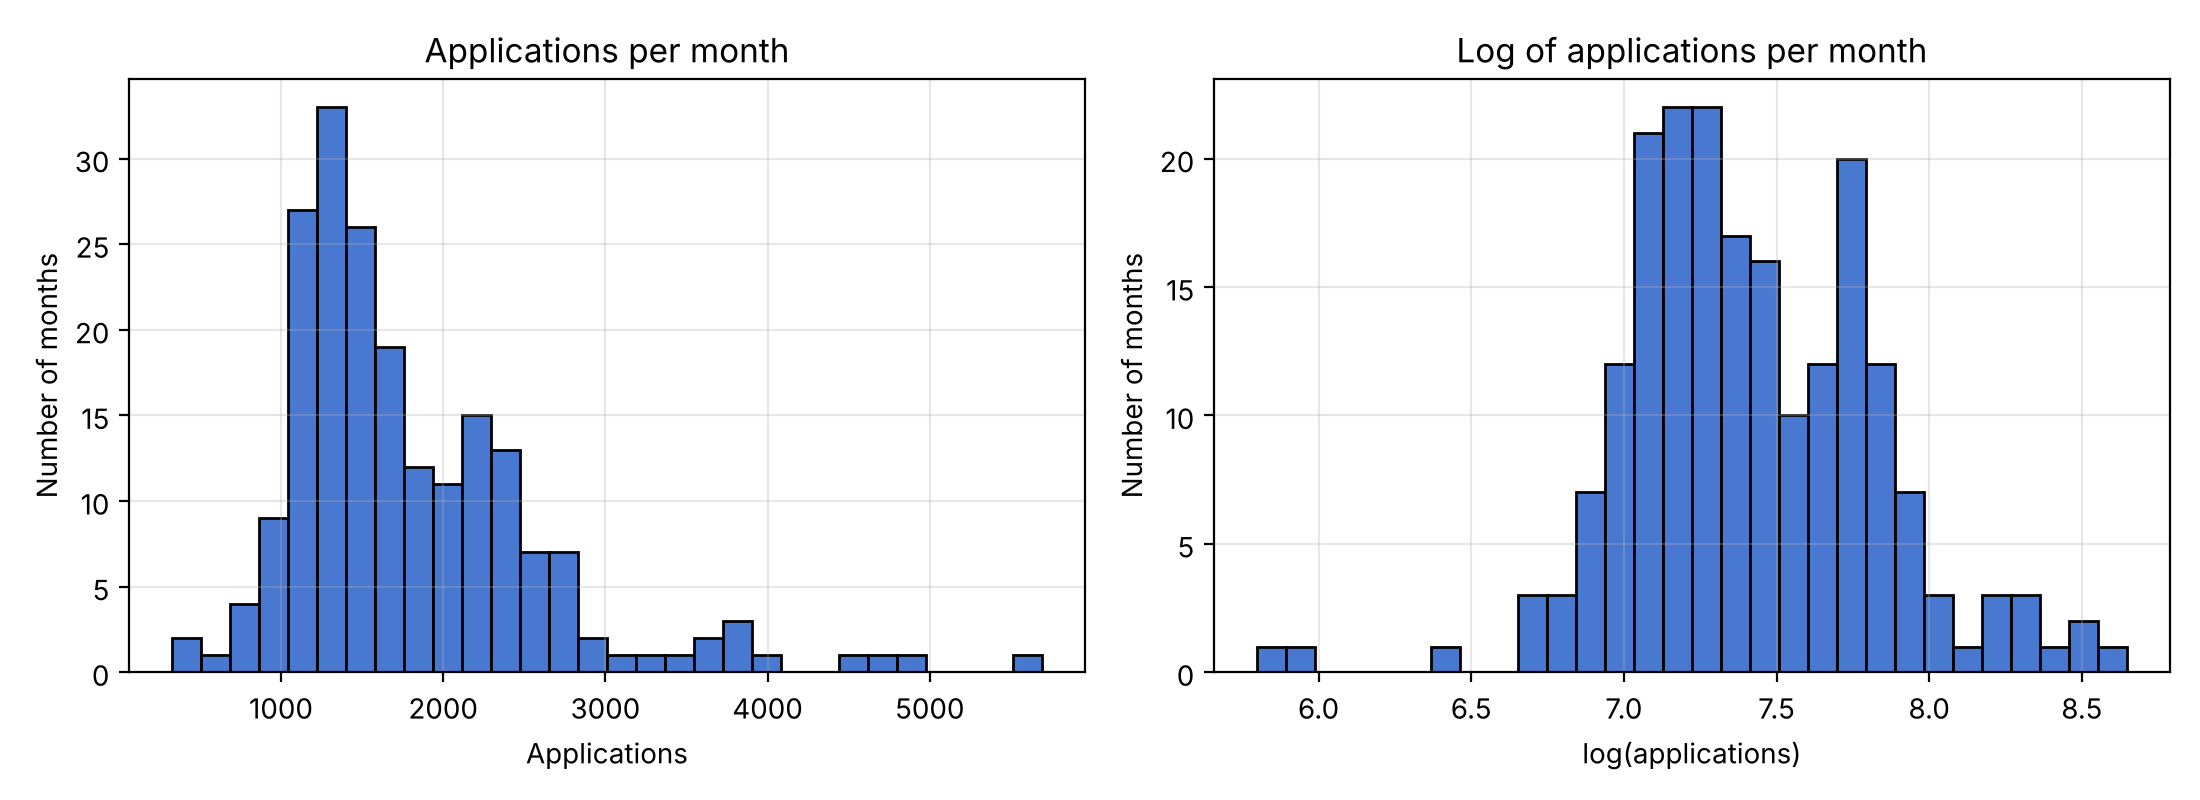 Applications per month
Number of months
30
25
20
15
10
5
0
1000 2000 3000 4000 5000
Applications
Log of applications per month
Number of months
20
15
10
5
0
6.0 6.5 7.0 7.5 8.0 8.5
log(applications)